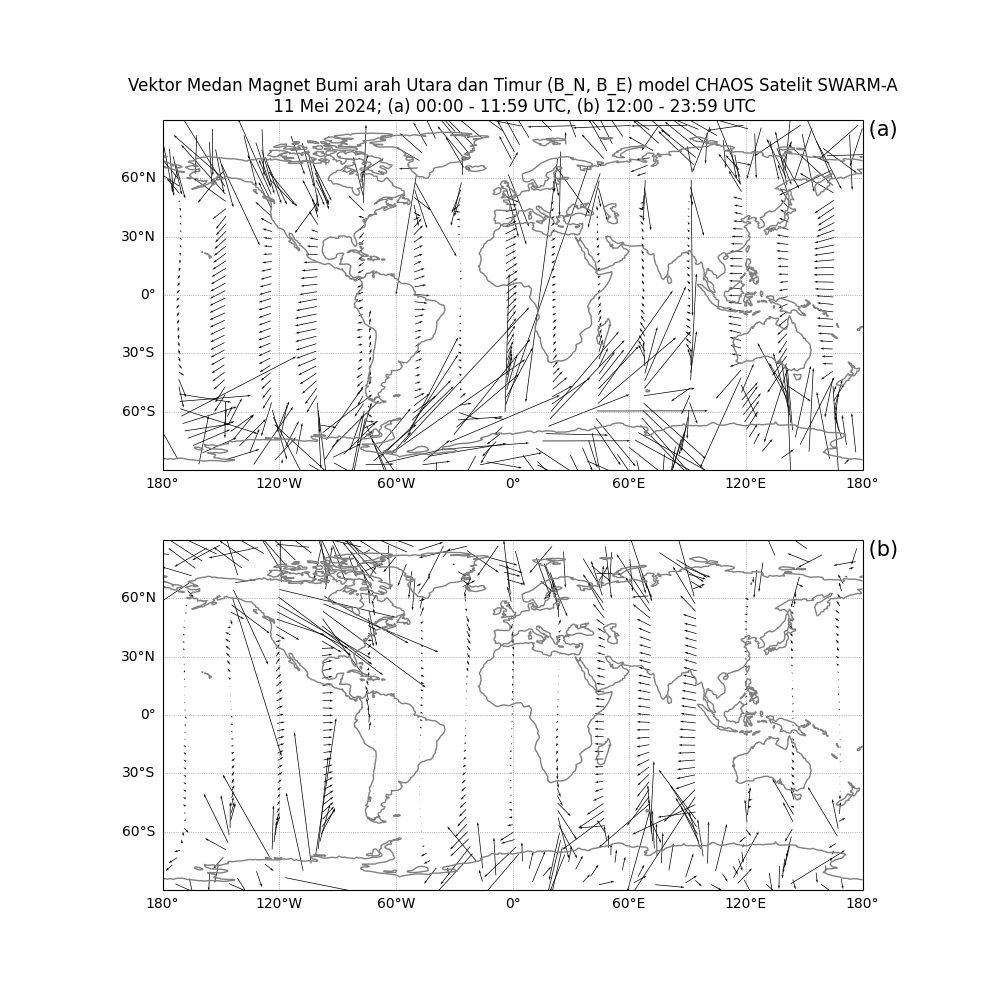 Vektor Medan Magnet Bumi arah Utara dan Timur (B_N, B_E) model CHAOS Satelit SWARM-A
11 Mei 2024; (a) 00:00 - 11:59 UTC, (b) 12:00 - 23:59 UTC
(a)
60°N
30°N
0°
30°S
60°S
180° 120°W 60°W 0° 60°E 120°E 180°
(b)
60°N
30°N
0°
30°S
60°S
180° 120°W 60°W 0° 60°E 120°E 180°